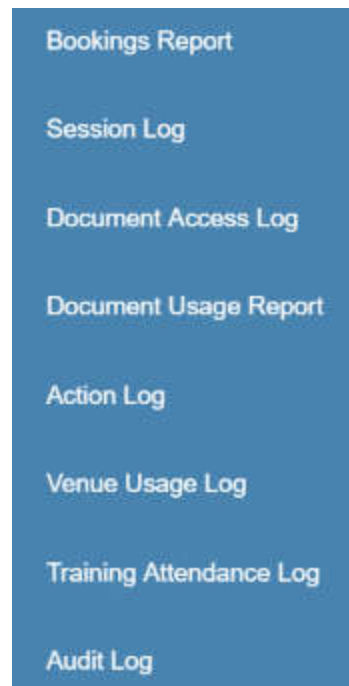 Bookings Report
Session Log
Document Access Log
Document Usage Report
Action Log
Venue Usage Log
Training Attendance Log
Audit Log